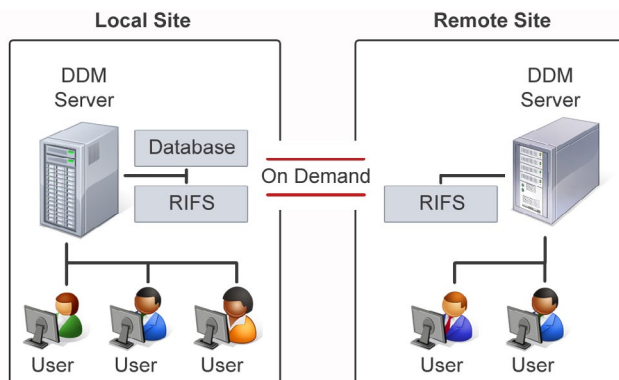 Local Site
Remote Site
DDM
Server
Database
RIFS
On Demand
DDM
Server
RIFS
User
User
User
User
User